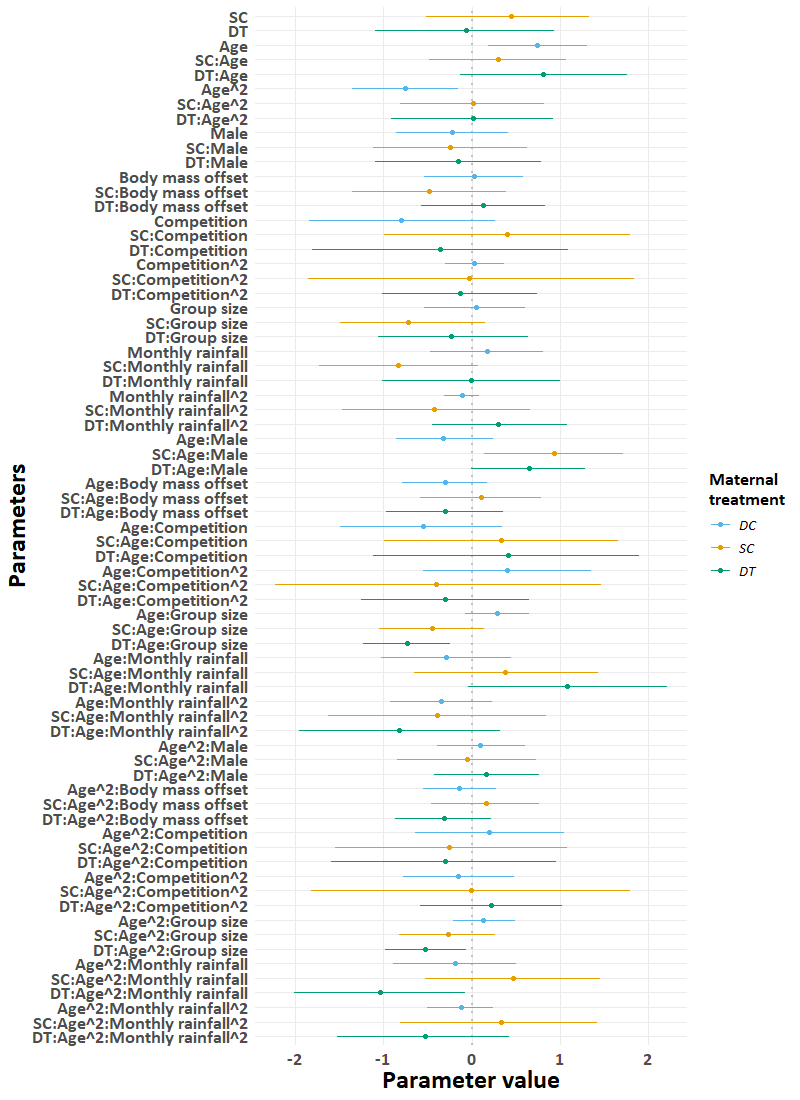 SC
DT
Age
SC:Age
DT:Age
Age^2
SC:Age^2
DT:Age^2
Male
SC:Male
DT:Male
Body mass offset
SC:Body mass offset
DT:Body mass offset
Competition
SC:Competition
DT:Competition
Competition^2
SC:Competition^2
DT:Competition^2
Group size
SC:Group size
DT:Group size
Monthly rainfall
SC:Monthly rainfall
DT:Monthly rainfall
Monthly rainfall^2
SC:Monthly rainfall^2
DT:Monthly rainfall^2
Age:Male
SC:Age:Male
DT:Age:Male
Age:Body mass offset
SC:Age:Body mass offset
DT:Age:Body mass offset
Age:Competition
SC:Age:Competition
DT:Age:Competition
Age:Competition^2
SC:Age:Competition^2
DT:Age:Competition^2
Age:Group size
SC:Age:Group size
DT:Age:Group size
Age:Monthly rainfall
SC:Age:Monthly rainfall
DT:Age:Monthly rainfall
Age:Monthly rainfall^2
SC:Age:Monthly rainfall^2
DT:Age:Monthly rainfall^2
Age^2:Male
SC:Age^2:Male
DT:Age^2:Male
Age^2:Body mass offset
SC:Age^2:Body mass offset
DT:Age^2:Body mass offset
Age^2:Competition
SC:Age^2:Competition
DT:Age^2:Competition
Age^2:Competition^2
SC:Age^2:Competition^2
DT:Age^2:Competition^2
Age^2:Group size
SC:Age^2:Group size
DT:Age^2:Group size
Age^2:Monthly rainfall
SC:Age^2:Monthly rainfall
DT:Age^2:Monthly rainfall
Age^2:Monthly rainfall^2
SC:Age^2:Monthly rainfall^2
DT:Age^2:Monthly rainfall^2
Parameters
-2 -1 0 1 2
Parameter value
Maternal
treatment
DC
SC
DT